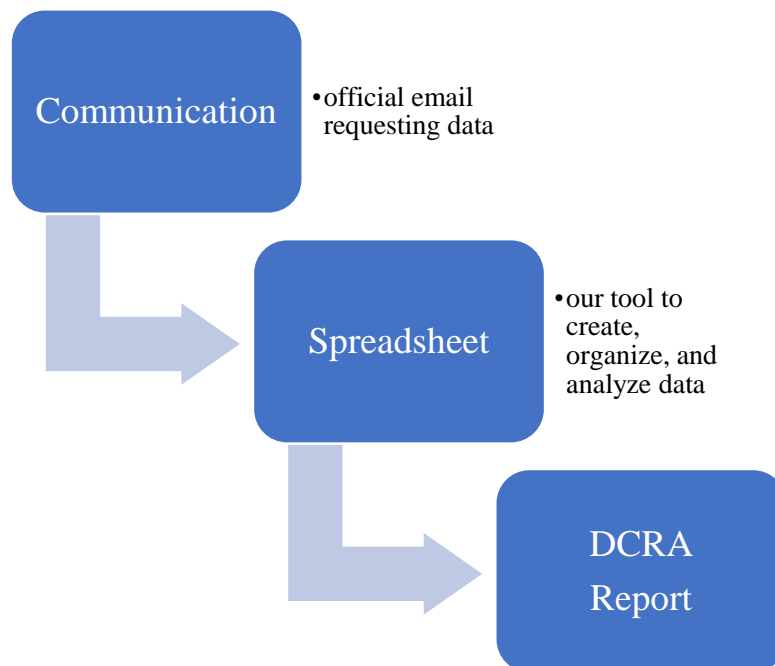 Communication
•official email
requesting data
Spreadsheet
•our tool to
create,
organize, and
analyze data
DCRA
Report